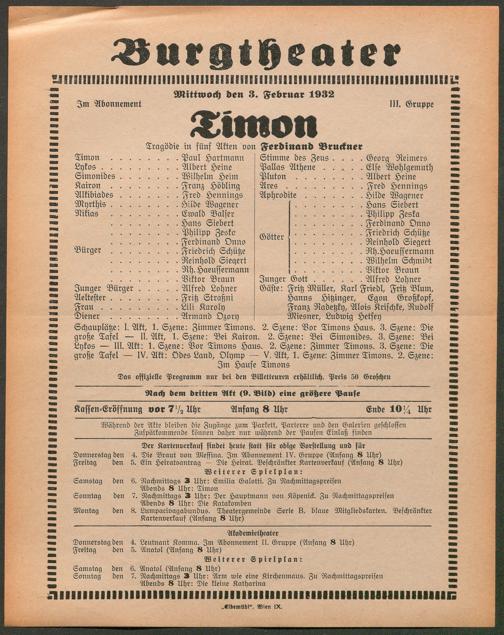 Burgtheater
Mittwoch den 3. Februar 1932
Im Abonnement III. Gruppe
Timon
Tragödie in fünf Akten von Ferdinand Bruckner
Timon . . . . . . . . Paul Hartmann
Lykos . . . . . . . . Albert Heine
Simonides . . . . . . Wilhelm Heim
Kairon . . . . . . . . Franz Höbling
Alkibiades . . . . . . Fred Hennings
Myrthis . . . . . . . Hilde Wagener
Nikias . . . . . . . . Ewald Balser
Bürger . . . . . . . . Hans Siebert
Philipp Zeska
Ferdinand Onno
Friedrich Schütze
Reinhold Siegert
Rh. Haeussermann
Viktor Braun
Junger Bürger . . . . Alfred Lohner
Aeltester . . . . . . Fritz Straßni
Frau . . . . . . . . . Lili Karoly
Diener . . . . . . . . Armand Ozory
Stimme des Zeus . . . . Georg Reimers
Pallas Athene . . . . . Else Wohlgemuth
Pluton . . . . . . . . Albert Heine
Ares . . . . . . . . . Fred Hennings
Aphrodite . . . . . . . Hilde Wagener
Götter . . . . . . . . Hans Siebert
Philipp Zeska
Ferdinand Onno
Friedrich Schütze
Reinhold Siegert
Rh. Haeussermann
Wilhelm Schmidt
Viktor Braun
Junger Gott . . . . . . Alfred Lohner
Gäste: Fritz Müller, Karl Friedl, Fritz Blum,
Hanns Hitzinger, Egon Großkopf,
Franz Radetzky, Alois Krischke, Rudolf
Miesner, Ludwig Hetsey
Schauplätze: I. Akt, 1. Szene: Zimmer Timons. 2. Szene: Vor Timons Haus. 3. Szene: Die
große Tafel — II. Akt, 1. Szene: Bei Kairon. 2. Szene: Bei Simonides. 3. Szene: Bei
Lykos — III. Akt: 1. Szene: Vor Timons Haus. 2. Szene: Zimmer Timons. 3. Szene: Die
große Tafel — IV. Akt: Ödes Land, Olymp — V. Akt, 1. Szene: Zimmer Timons. 2. Szene:
Im Hause Timons
Das offizielle Programm nur bei den Billetteuren erhältlich. Preis 50 Groschen
Nach dem dritten Akt (9. Bild) eine größere Pause
Kassen-Eröffnung vor 7½ Uhr Anfang 8 Uhr Ende 10¼ Uhr
Während der Akte bleiben die Zugänge zum Parkett, Parterre und den Galerien geschlossen
Zuspätkommende können daher nur während der Pausen Einlaß finden
Der Kartenverkauf findet heute statt für obige Vorstellung und für
Donnerstag den 4. Die Braut von Messina. Im Abonnement IV. Gruppe (Anfang 8 Uhr)
Freitag den 5. Ein Heiratsantrag — Die Heirat. Beschränkter Kartenverkauf (Anfang 8 Uhr)
Weiterer Spielplan:
Samstag den 6. Nachmittags 3 Uhr: Emilia Galotti. Zu Nachmittagspreisen
Abends 8 Uhr: Timon
Sonntag den 7. Nachmittags 3 Uhr: Der Hauptmann von Köpenick. Zu Nachmittagspreisen
Abends 8 Uhr: Die Katakomben
Montag den 8. Lumpacivagabundus. Theatergemeinde Serie B, blaue Mitgliedskarten. Beschränkter
Kartenverkauf (Anfang 8 Uhr)
Akademietheater
Donnerstag den 4. Leutnant Komma. Im Abonnement II. Gruppe (Anfang 8 Uhr)
Freitag den 5. Anatol (Anfang 8 Uhr)
Weiterer Spielplan:
Samstag den 6. Anatol (Anfang 8 Uhr)
Sonntag den 7. Nachmittags 3 Uhr: Arm wie eine Kirchenmaus. Zu Nachmittagspreisen
Abends 8 Uhr: Die kleine Katharina
„Elbemühl“, Wien IX.